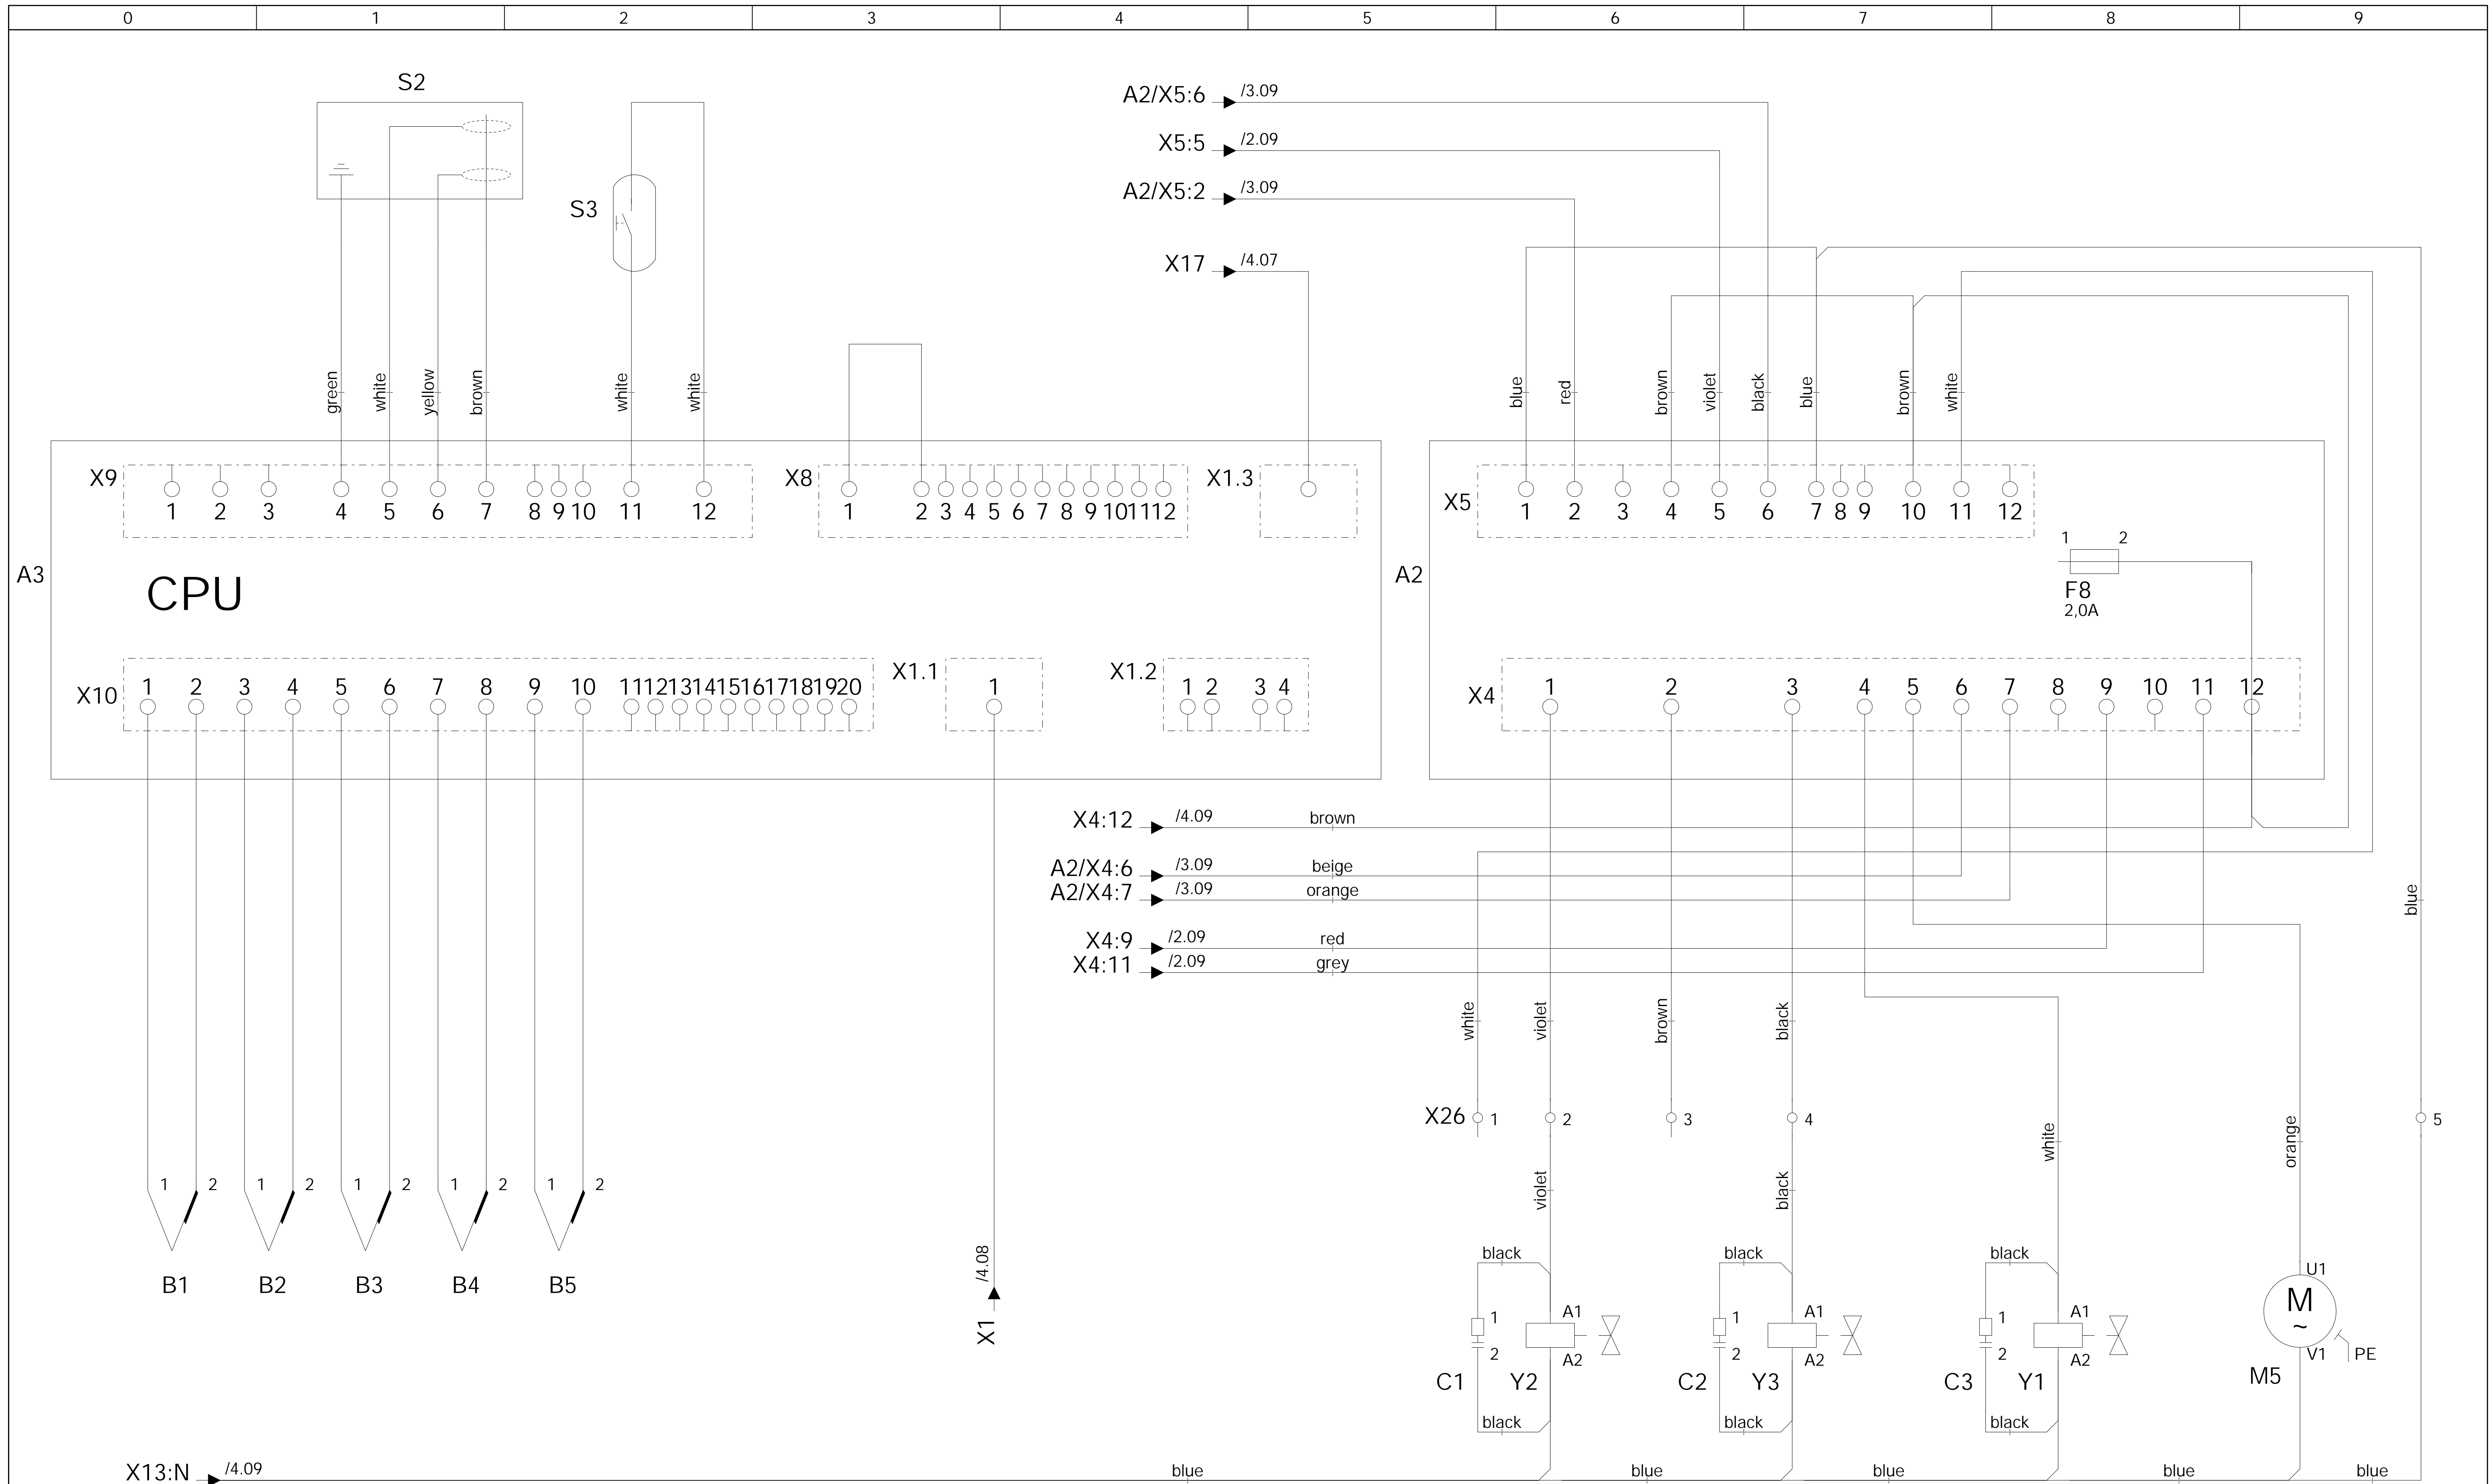 0 1 2 3 4 5 6 7 8 9
S2
A2/X5:6 /3.09
X5:5 /2.09
A2/X5:2 /3.09
S3
X17 /4.07
green white yellow brown white white
blue red brown violet black blue brown white
X9 1 2 3 4 5 6 7 8 9 10 11 12
X8 1 2 3 4 5 6 7 8 9 10 11 12
X1.3
X5 1 2 3 4 5 6 7 8 9 10 11 12
1 2
F8
2,0A
A3
CPU
A2
X10 1 2 3 4 5 6 7 8 9 10 11 12 13 14 15 16 17 18 19 20
X1.1 1
X1.2 1 2 3 4
X4 1 2 3 4 5 6 7 8 9 10 11 12
X4:12 /4.09 brown
A2/X4:6 /3.09 beige
A2/X4:7 /3.09 orange
X4:9 /2.09 red
X4:11 /2.09 grey
blue
white violet brown black
X26 1 2 3 4 5
white orange
violet black
1 2 1 2 1 2 1 2 1 2
B1 B2 B3 B4 B5
/4.08
X1
black black black
1 A1 1 A1 1 A1 U1
M
~
2 A2 2 A2 2 A2 V1 PE
C1 Y2 C2 Y3 C3 Y1 M5
black black black
X13:N /4.09 blue blue blue blue blue